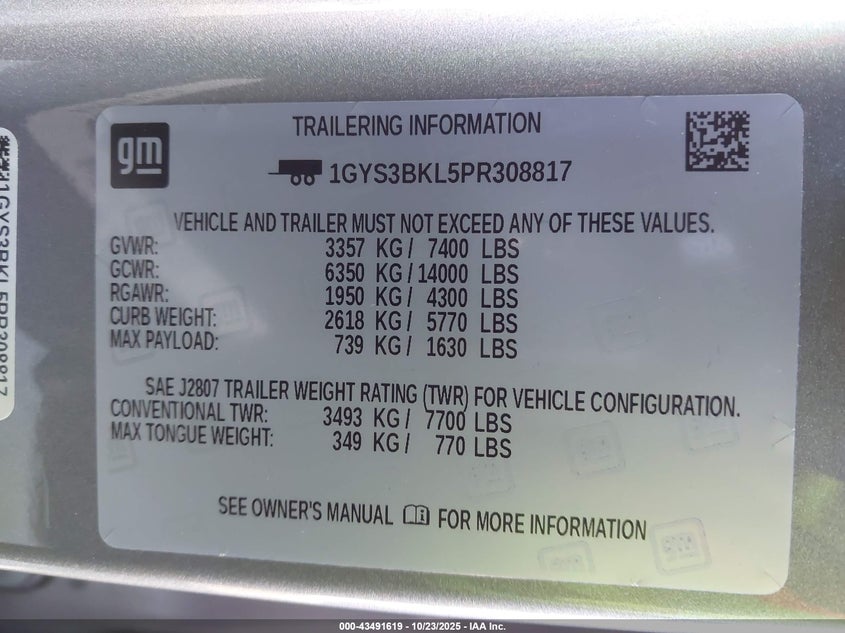 gm
TRAILERING INFORMATION
1GYS3BKL5PR308817
VEHICLE AND TRAILER MUST NOT EXCEED ANY OF THESE VALUES.
GVWR: 3357 KG / 7400 LBS
GCWR: 6350 KG / 14000 LBS
RGAWR: 1950 KG / 4300 LBS
CURB WEIGHT: 2618 KG / 5770 LBS
MAX PAYLOAD: 739 KG / 1630 LBS
SAE J2807 TRAILER WEIGHT RATING (TWR) FOR VEHICLE CONFIGURATION.
CONVENTIONAL TWR: 3493 KG / 7700 LBS
MAX TONGUE WEIGHT: 349 KG / 770 LBS
SEE OWNER'S MANUAL FOR MORE INFORMATION
1GYS3BKL5PR308817
000-43491619 | 10/23/2025 - IAA Inc.